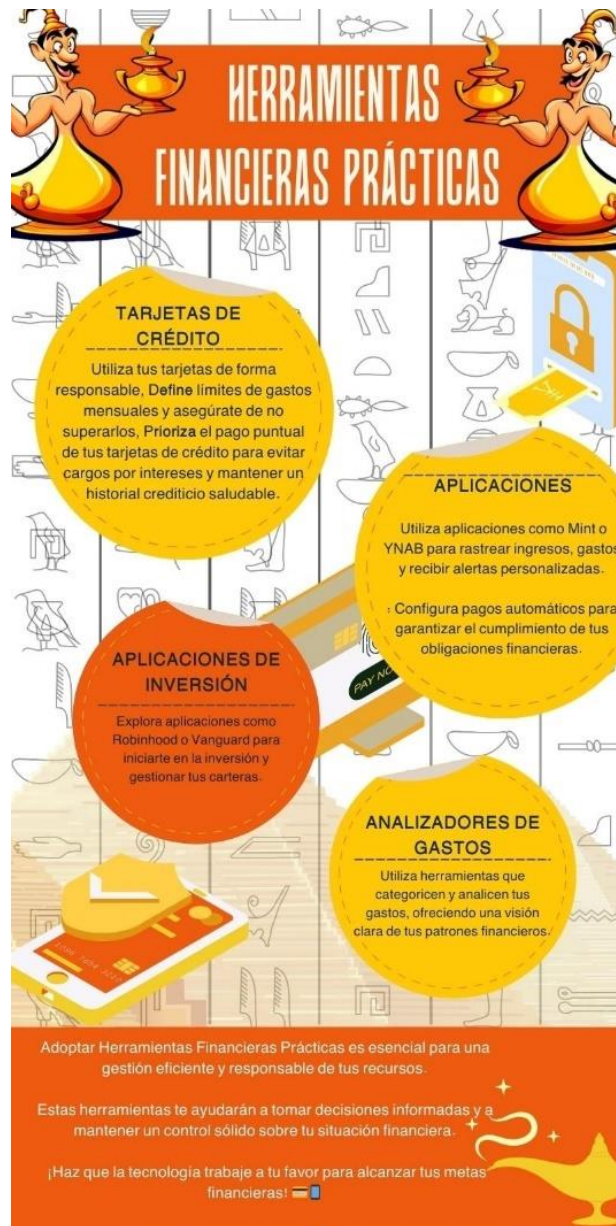 HERRAMIENTAS
FINANCIERAS PRÁCTICAS
TARJETAS DE
CRÉDITO
Utiliza tus tarjetas de forma
responsable, Define límites de gastos
mensuales y asegúrate de no
superarlos, Prioriza el pago puntual
de tus tarjetas de crédito para evitar
cargos por intereses y mantener un
historial crediticio saludable.
APLICACIONES
Utiliza aplicaciones como Mint o
YNAB para rastrear ingresos, gastos
y recibir alertas personalizadas.
: Configura pagos automáticos para
garantizar el cumplimiento de tus
obligaciones financieras.
PAY NO
APLICACIONES DE
INVERSIÓN
Explora aplicaciones como
Robinhood o Vanguard para
iniciarte en la inversión y
gestionar tus carteras.
ANALIZADORES DE
GASTOS
Utiliza herramientas que
categoricen y analicen tus
gastos, ofreciendo una visión
clara de tus patrones financieros.
Adoptar Herramientas Financieras Prácticas es esencial para una
gestión eficiente y responsable de tus recursos.
Estas herramientas te ayudarán a tomar decisiones informadas y a
mantener un control sólido sobre tu situación financiera.
¡Haz que la tecnología trabaje a tu favor para alcanzar tus metas
financieras! 💳📱